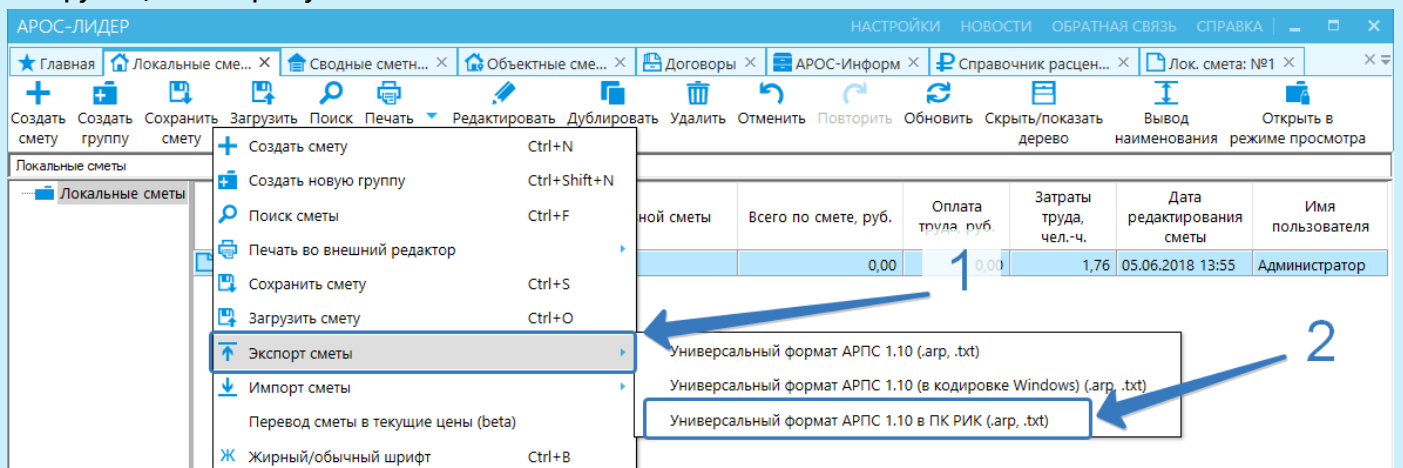 АРОС-ЛИДЕР НАСТРОЙКИ НОВОСТИ ОБРАТНАЯ СВЯЗЬ СПРАВКА
Главная Локальные сме... Сводные сметн... Объектные сме... Договоры АРОС-Информ Справочник расцен... Лок. смета: №1
Создать смету
Создать группу
Сохранить смету
Загрузить
Поиск
Печать
Редактировать
Дублировать
Удалить
Отменить
Повторить
Обновить
Скрыть/показать дерево
Вывод наименования
Открыть в режиме просмотра
Локальные сметы
Локальные сметы
ной сметы
Всего по смете, руб.
Оплата труда, руб.
Затраты труда, чел.-ч.
Дата редактирования сметы
Имя пользователя
0,00 0,00 1,76 05.06.2018 13:55 Администратор
Создать смету Ctrl+N
Создать новую группу Ctrl+Shift+N
Поиск сметы Ctrl+F
Печать во внешний редактор
Сохранить смету Ctrl+S
Загрузить смету Ctrl+O
Экспорт сметы
Импорт сметы
Перевод сметы в текущие цены (beta)
Жирный/обычный шрифт Ctrl+B
1
Универсальный формат АРПС 1.10 (.arp, .txt)
Универсальный формат АРПС 1.10 (в кодировке Windows) (.arp, .txt)
Универсальный формат АРПС 1.10 в ПК РИК (.arp, .txt)
2